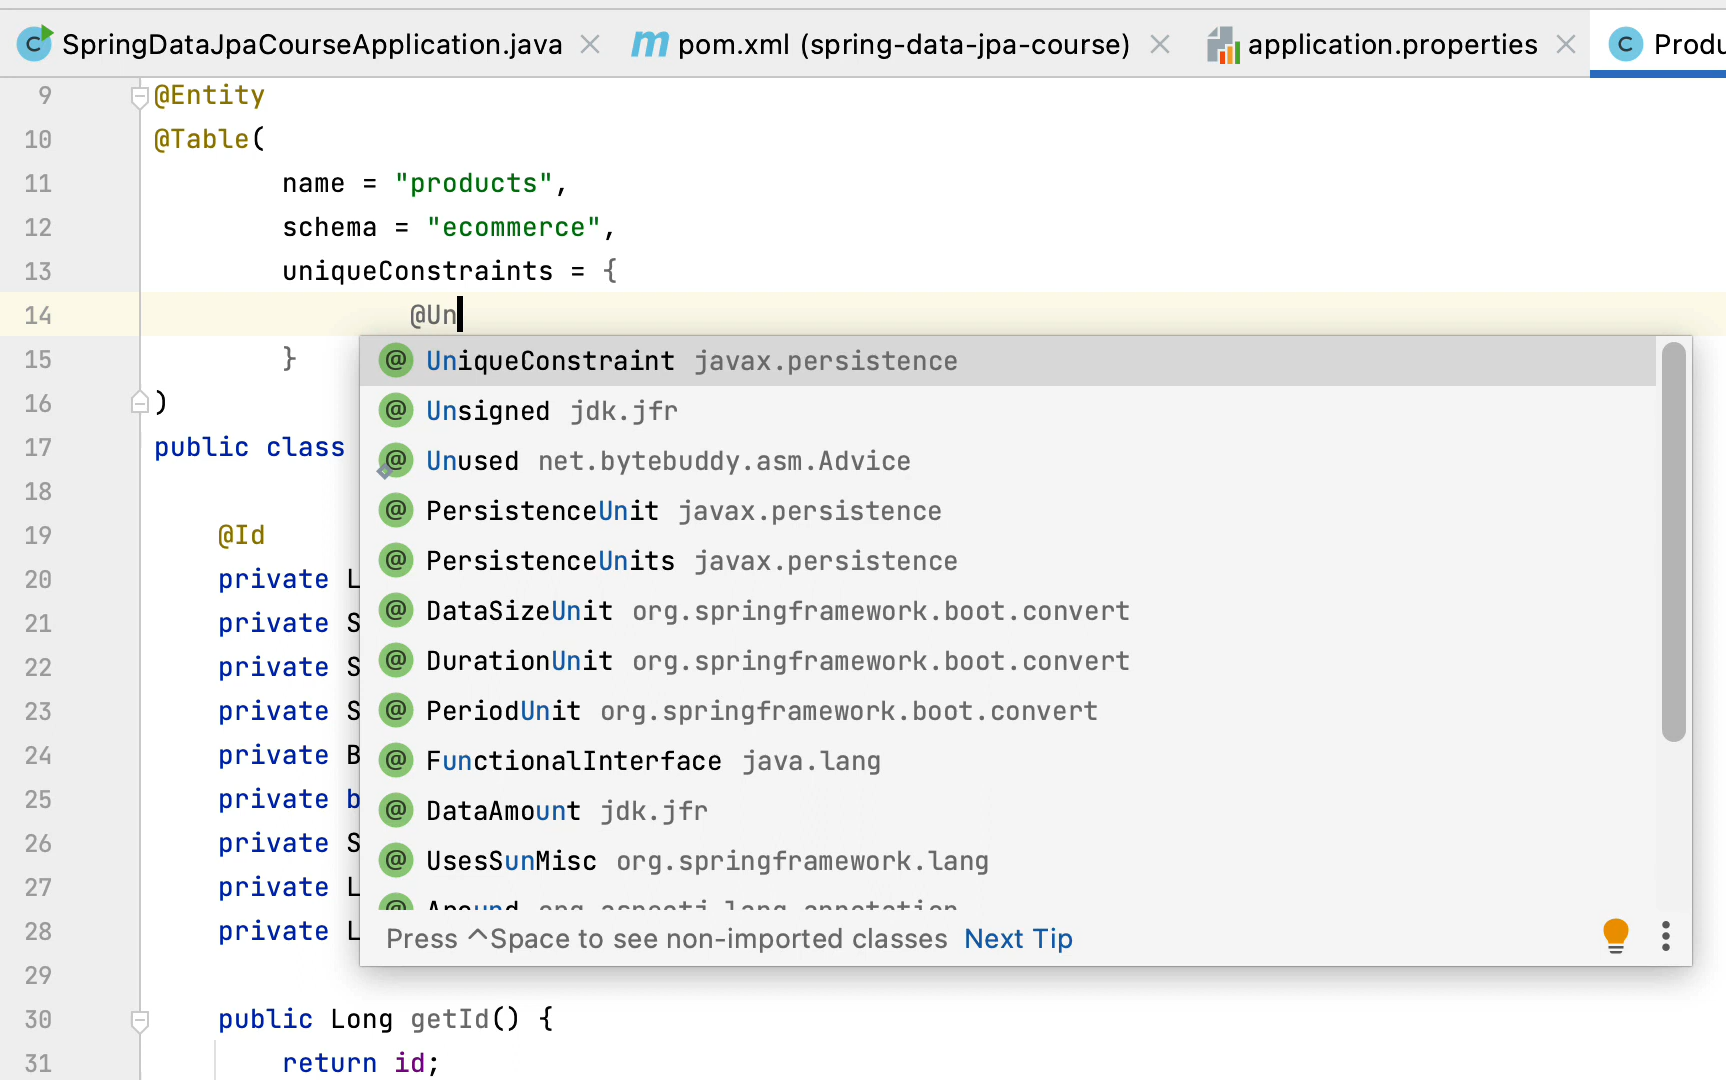 SpringDataJpaCourseApplication.java pom.xml (spring-data-jpa-course) application.properties Produ
9 @Entity
10 @Table(
11 name = "products",
12 schema = "ecommerce",
13 uniqueConstraints = {
14 @Un
15 }
16 )
17 public class
18
19 @Id
20 private L
21 private S
22 private S
23 private S
24 private B
25 private b
26 private S
27 private L
28 private L
29
30 public Long getId() {
31 return id;
UniqueConstraint javax.persistence
Unsigned jdk.jfr
Unused net.bytebuddy.asm.Advice
PersistenceUnit javax.persistence
PersistenceUnits javax.persistence
DataSizeUnit org.springframework.boot.convert
DurationUnit org.springframework.boot.convert
PeriodUnit org.springframework.boot.convert
FunctionalInterface java.lang
DataAmount jdk.jfr
UsesSunMisc org.springframework.lang
Around org.aspectj.lang.annotation
Press ^Space to see non-imported classes Next Tip